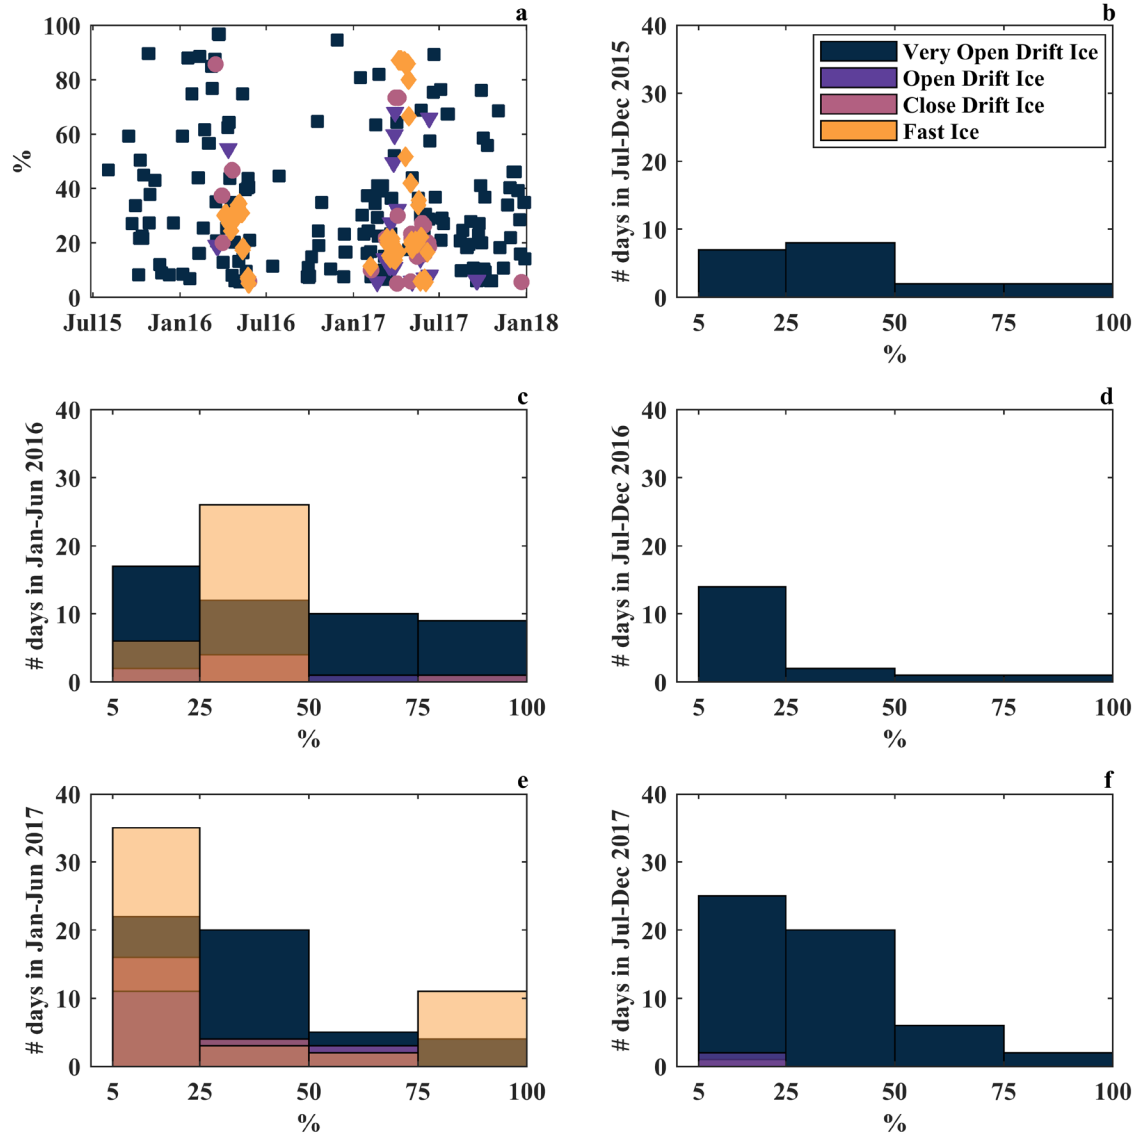 a
100
80
60
40
20
0
%
Jul15 Jan16 Jul16 Jan17 Jul17 Jan18
b
# days in Jul-Dec 2015
40
30
20
10
0
Very Open Drift Ice
Open Drift Ice
Close Drift Ice
Fast Ice
5 25 50 75 100
%
c
# days in Jan-Jun 2016
40
30
20
10
0
5 25 50 75 100
%
d
# days in Jul-Dec 2016
40
30
20
10
0
5 25 50 75 100
%
e
# days in Jan-Jun 2017
40
30
20
10
0
5 25 50 75 100
%
f
# days in Jul-Dec 2017
40
30
20
10
0
5 25 50 75 100
%